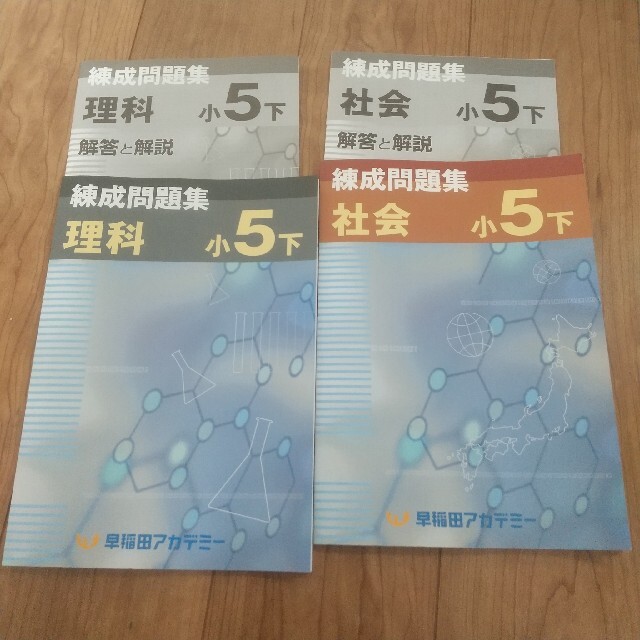 練成問題集
理科 小5下
解答と解説
練成問題集
社会 小5下
解答と解説
練成問題集
理科 小5下
早稲田アカデミー
練成問題集
社会 小5下
早稲田アカデミー